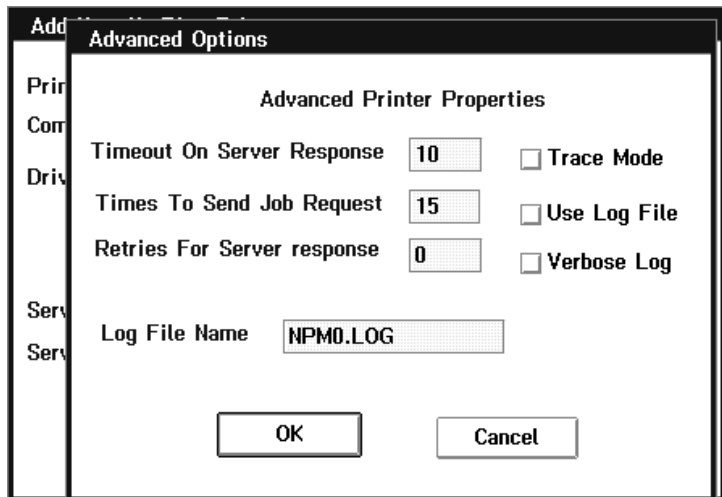 Add
Advanced Options
Advanced Printer Properties
Timeout On Server Response 10 Trace Mode
Times To Send Job Request 15 Use Log File
Retries For Server response 0 Verbose Log
Log File Name NPM0.LOG
OK Cancel